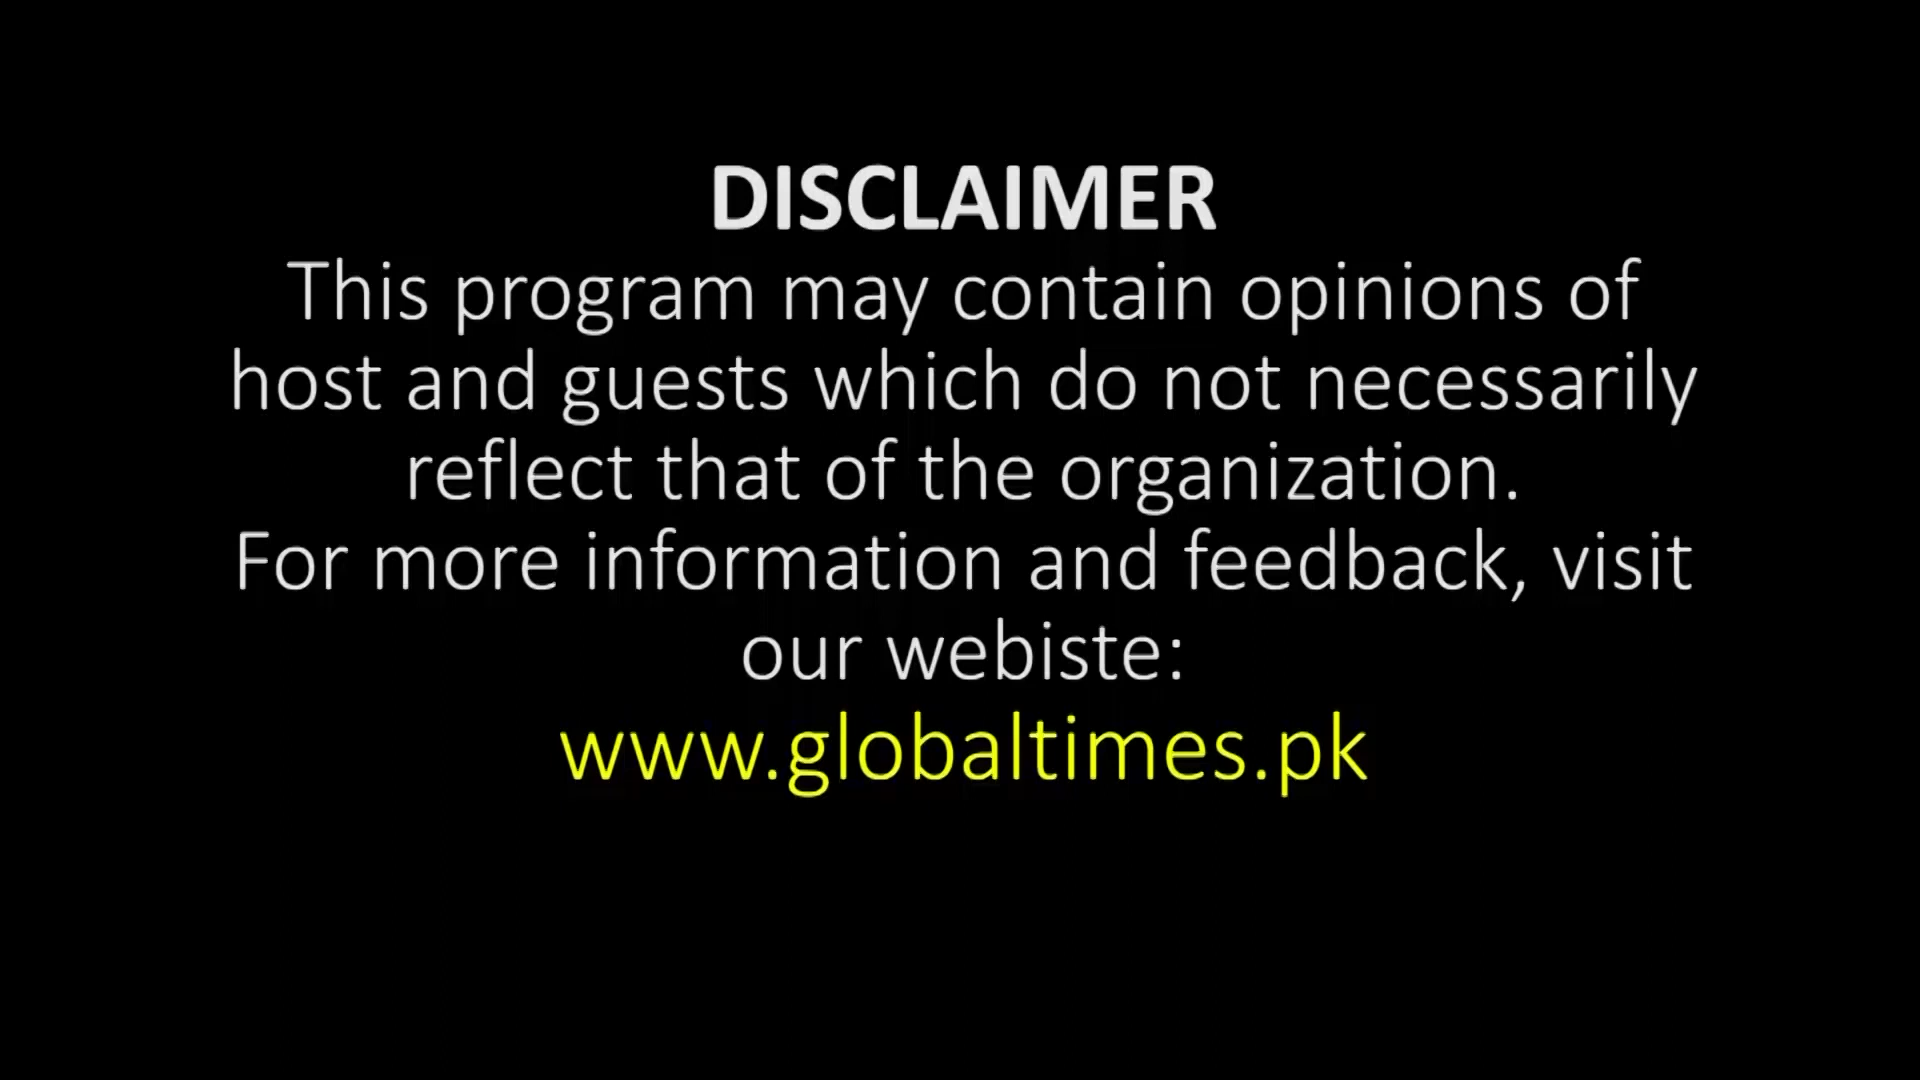 DISCLAIMER
This program may contain opinions of
host and guests which do not necessarily
reflect that of the organization.
For more information and feedback, visit
our webiste:
www.globaltimes.pk